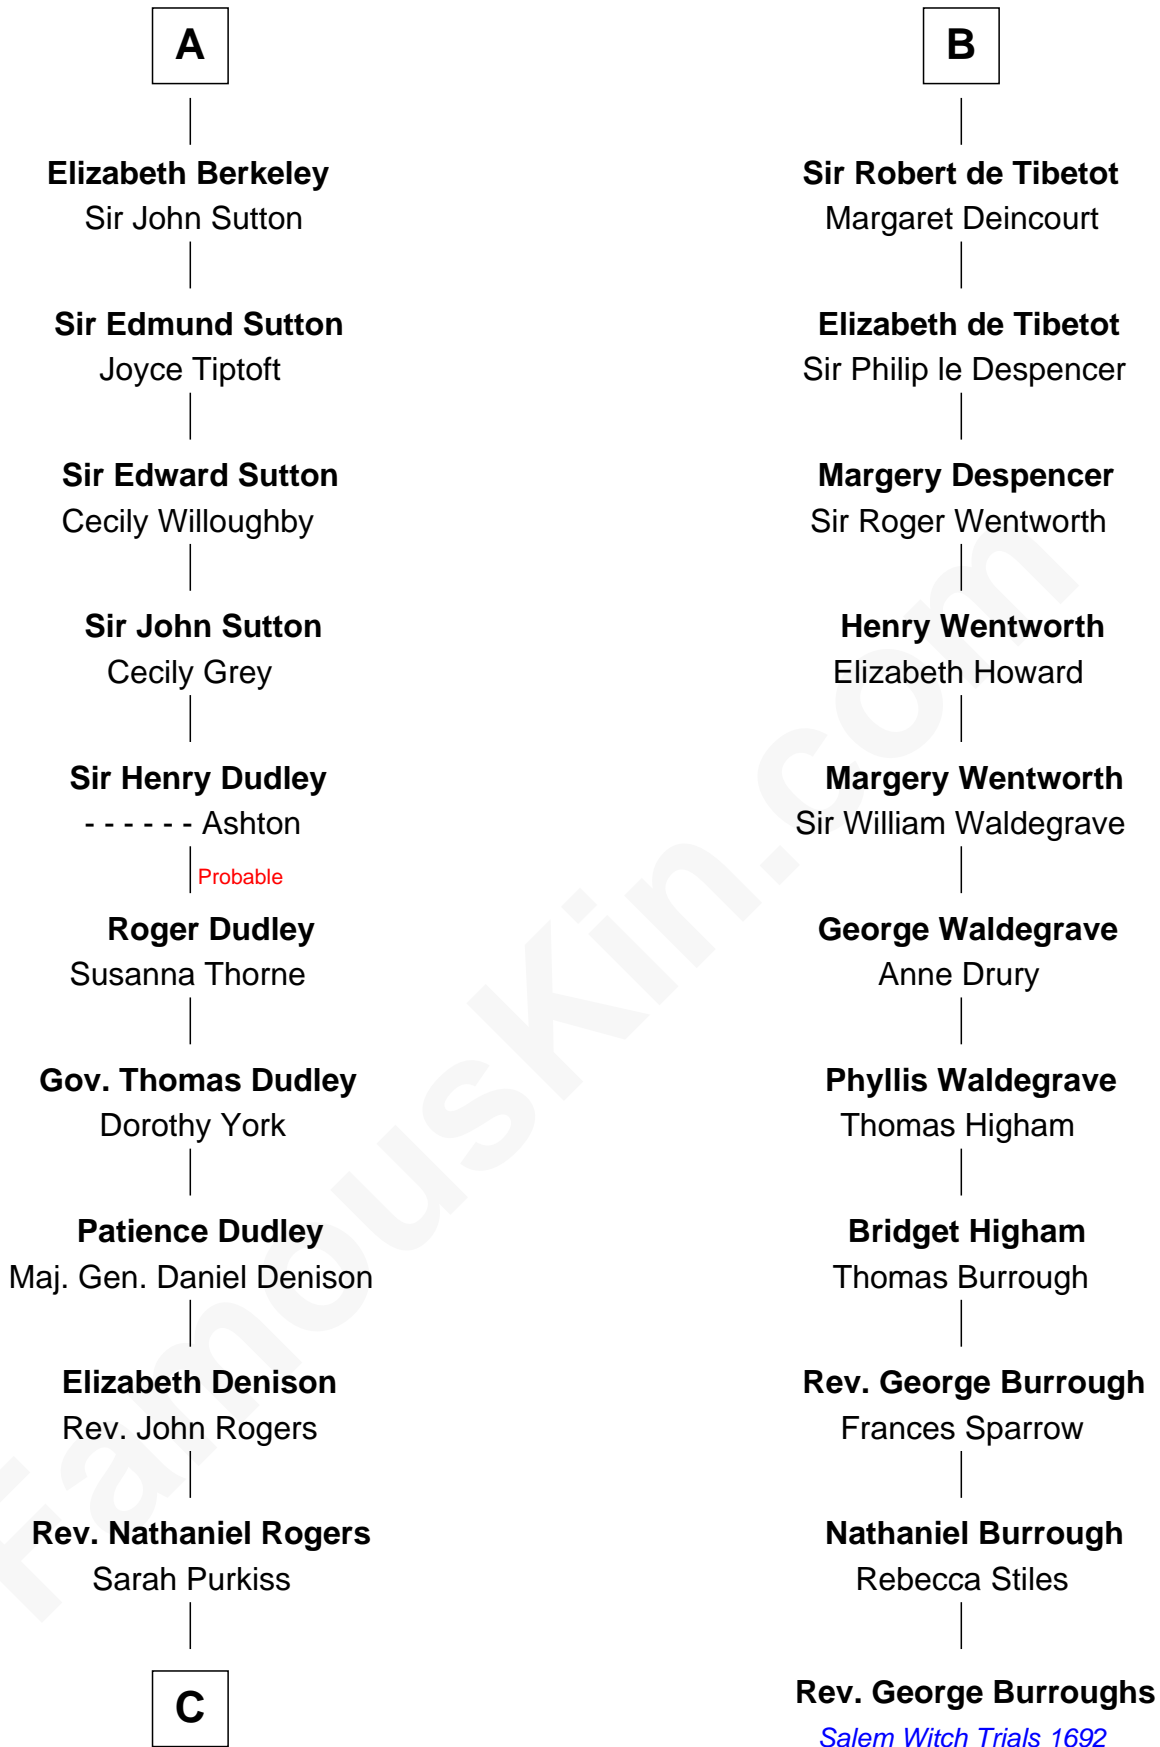 A
Elizabeth Berkeley
Sir John Sutton
Sir Edmund Sutton
Joyce Tiptoft
Sir Edward Sutton
Cecily Willoughby
Sir John Sutton
Cecily Grey
Sir Henry Dudley
- - - - - - Ashton
Probable
Roger Dudley
Susanna Thorne
Gov. Thomas Dudley
Dorothy York
Patience Dudley
Maj. Gen. Daniel Denison
Elizabeth Denison
Rev. John Rogers
Rev. Nathaniel Rogers
Sarah Purkiss
C
B
Sir Robert de Tibetot
Margaret Deincourt
Elizabeth de Tibetot
Sir Philip le Despencer
Margery Despencer
Sir Roger Wentworth
Henry Wentworth
Elizabeth Howard
Margery Wentworth
Sir William Waldegrave
George Waldegrave
Anne Drury
Phyllis Waldegrave
Thomas Higham
Bridget Higham
Thomas Burrough
Rev. George Burrough
Frances Sparrow
Nathaniel Burrough
Rebecca Stiles
Rev. George Burroughs
Salem Witch Trials 1692
FamousKin.com